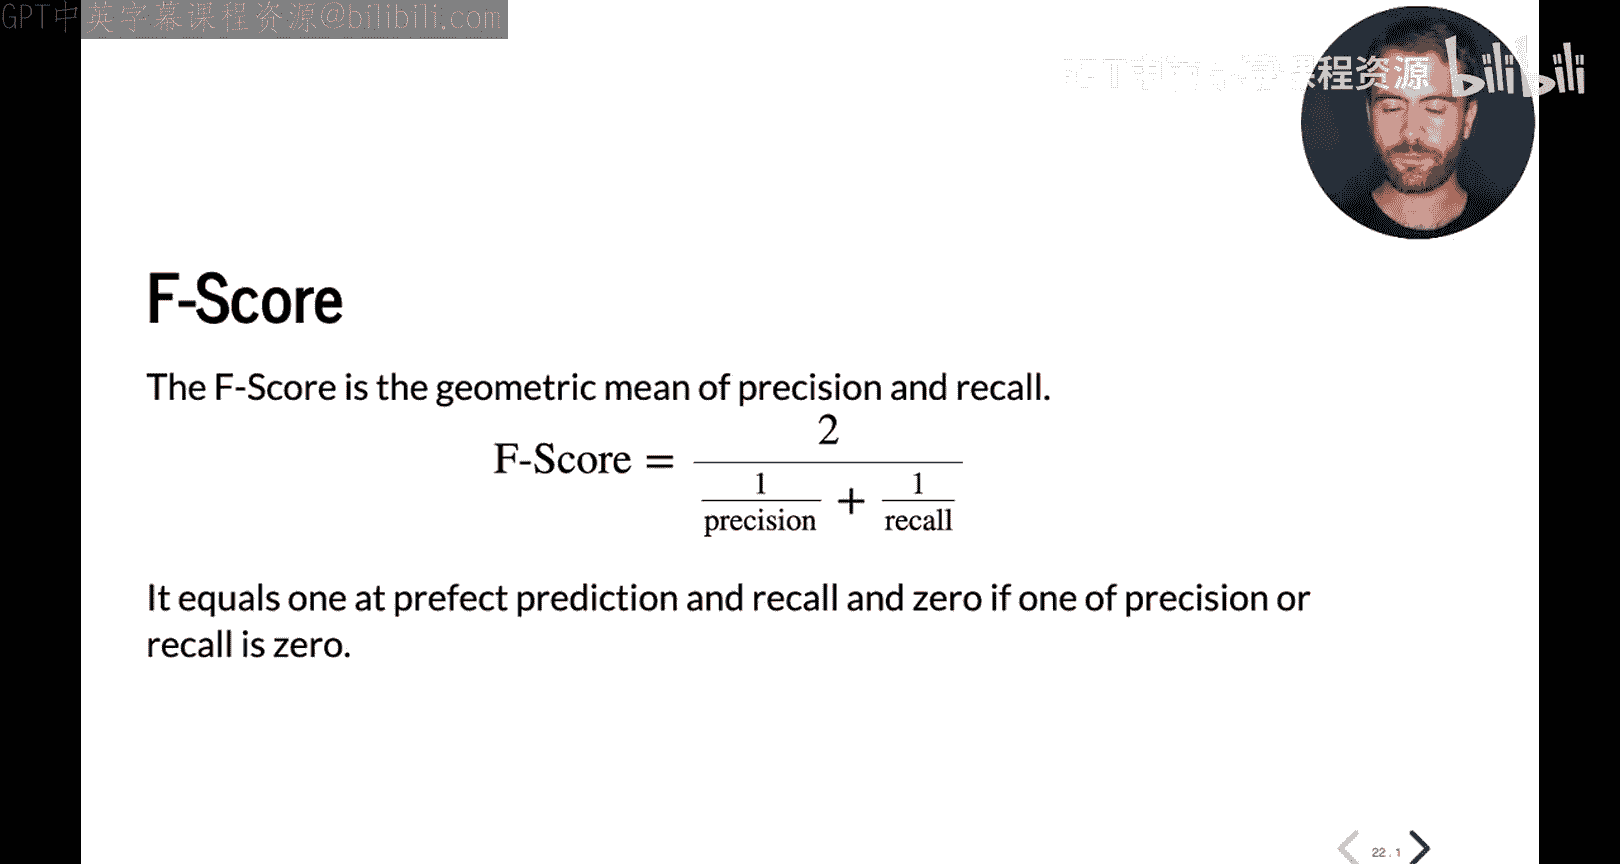 GPT中英字幕课程资源@bilibili.com
程资源 bilibili
F-Score
The F-Score is the geometric mean of precision and recall.
F-Score = 2 / (1/precision + 1/recall)
It equals one at prefect prediction and recall and zero if one of precision or
recall is zero.
22 . 1